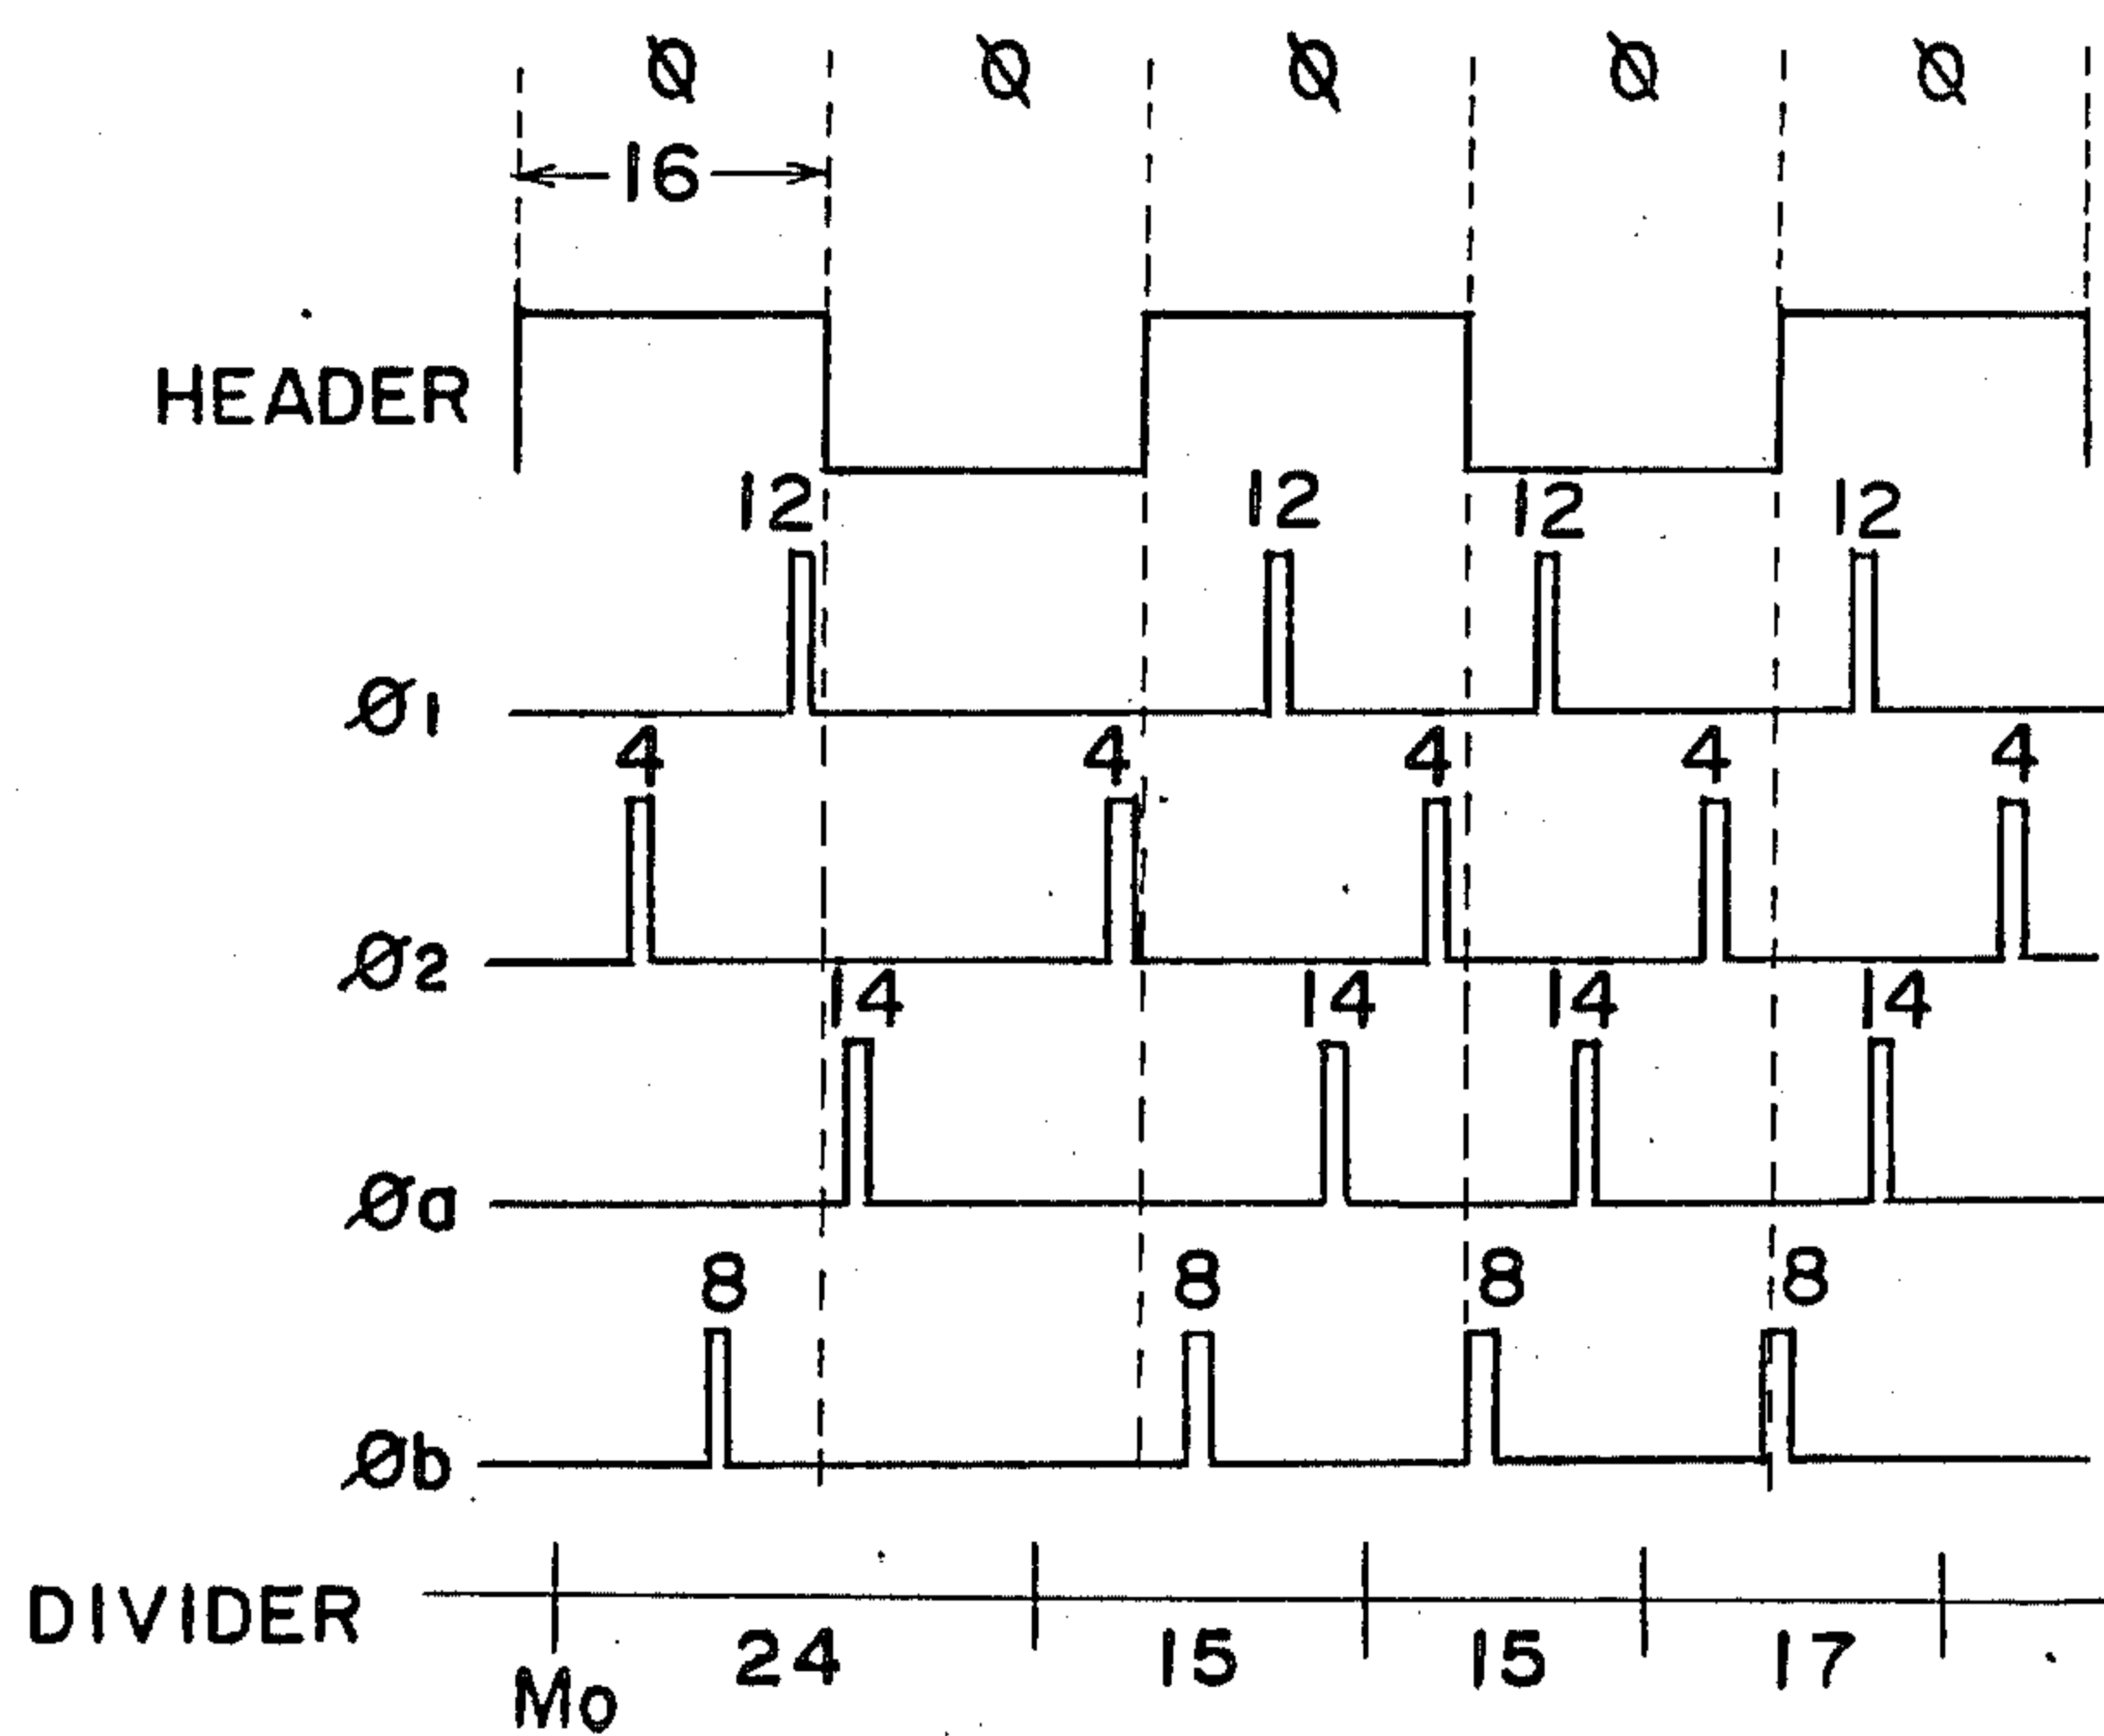 Ø Ø Ø Ø Ø
16
HEADER
12 12 12 12
Ø1
4 4 4 4 4
Ø2
14 14 14 14
Øa
8 8 8 8
Øb
DIVIDER
24 15 15 17
Mo